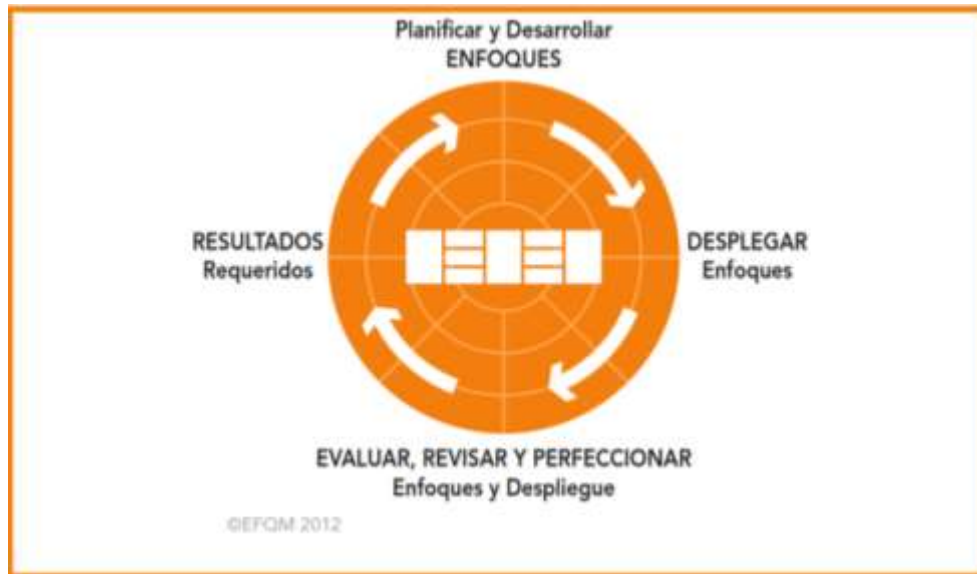 Planificar y Desarrollar
ENFOQUES
RESULTADOS
Requeridos
DESPLEGAR
Enfoques
EVALUAR, REVISAR Y PERFECCIONAR
Enfoques y Despliegue
©EFQM 2012